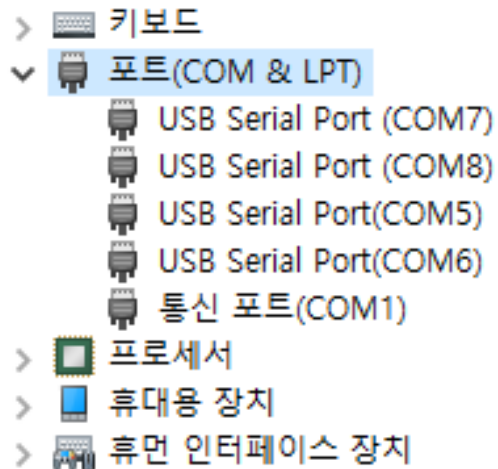 키보드
포트(COM & LPT)
USB Serial Port (COM7)
USB Serial Port (COM8)
USB Serial Port(COM5)
USB Serial Port(COM6)
통신 포트(COM1)
프로세서
휴대용 장치
휴먼 인터페이스 장치